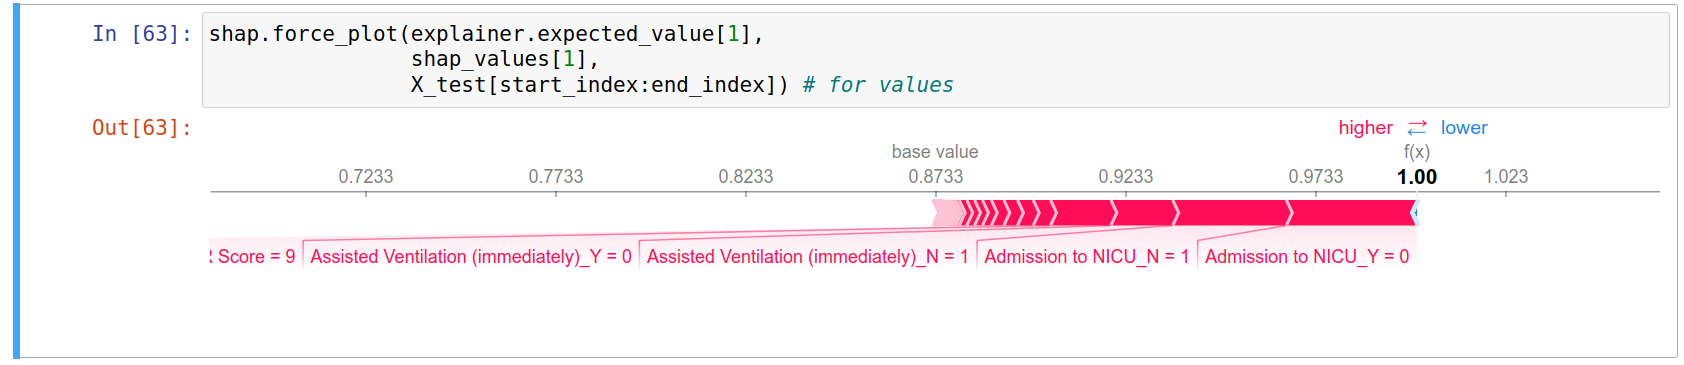 In [63]: shap.force_plot(explainer.expected_value[1],
shap_values[1],
X_test[start_index:end_index]) # for values
Out[63]: higher ⇄ lower
base value f(x)
0.7233 0.7733 0.8233 0.8733 0.9233 0.9733 1.00 1.023
Score = 9 Assisted Ventilation (immediately)_Y = 0 Assisted Ventilation (immediately)_N = 1 Admission to NICU_N = 1 Admission to NICU_Y = 0